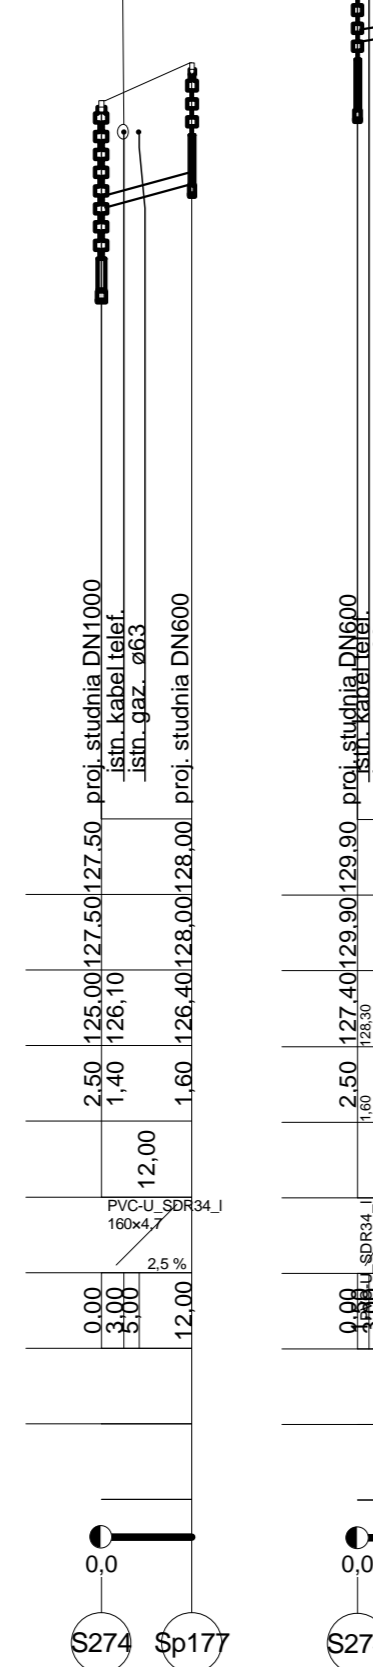 proj. studnia DN1000
istn. kabel telef.
istn. gaz. ø63
proj. studnia DN600
proj. studnia DN600
istn. kabel telef.
127.50
128,00
129,90
127.50
128,00
129,90
125.00
126,10
126,40
127.40
128,30
2,50
1,40
1,60
2,50
1,60
12,00
PVC-U_SDR34_I
160×4,7
2,5 %
0,00
3,00
5,00
12,00
0,00
0,0
0,0
S274
Sp177